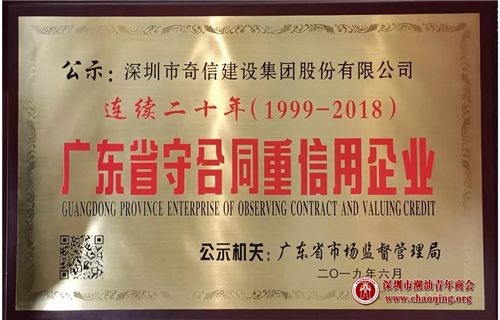 公示：深圳市奇信建设集团股份有限公司
连续二十年(1999-2018)
广东省守合同重信用企业
GUANGDONG PROVINCE ENTERPRISE OF OBSERVING CONTRACT AND VALUING CREDIT
公示机关：广东省市场监督管理局
二〇一九年六月
深圳市潮汕青年商会
www.chaoqing.org